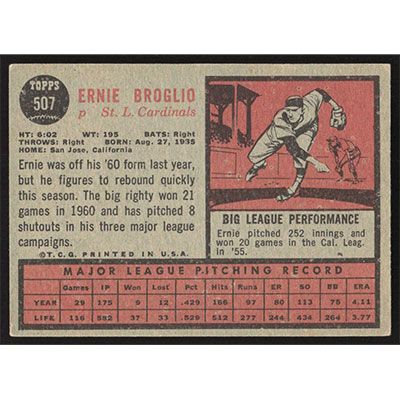 TOPPS
507
ERNIE BROGLIO
p St. L. Cardinals
HT: 6:02 WT: 195 BATS: Right
THROWS: Right BORN: Aug. 27, 1935
HOME: San Jose, California
Ernie was off his '60 form last year,
but he figures to rebound quickly
this season. The big righty won 21
games in 1960 and has pitched 8
shutouts in his three major league
campaigns.
©T.C.G. PRINTED IN U.S.A.
BIG LEAGUE PERFORMANCE
Ernie pitched 252 innings and
won 20 games in the Cal. Leag.
in '55.
MAJOR LEAGUE PITCHING RECORD
Games IP Won Lost Pct. Hits Runs ER SO BB ERA
YEAR 29 175 9 12 .429 166 97 80 113 75 4.11
LIFE 116 582 37 33 .529 532 277 244 436 270 3.77